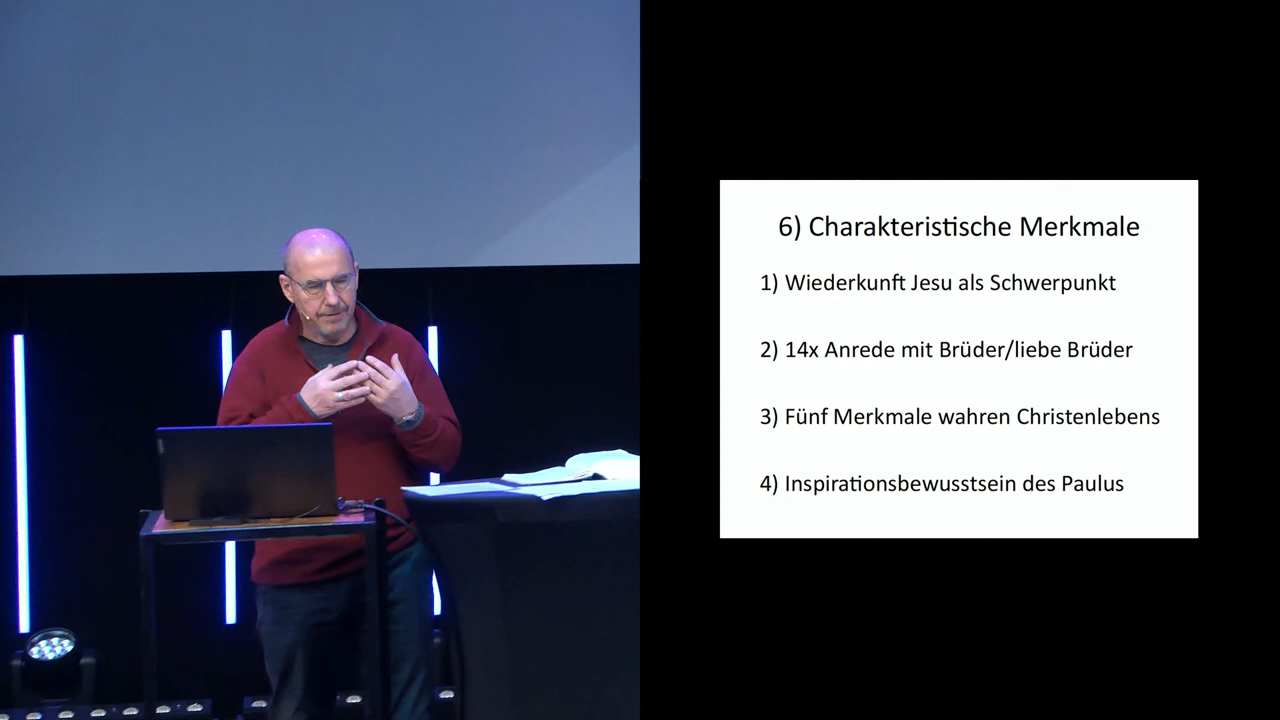 6) Charakteristische Merkmale
1) Wiederkunft Jesu als Schwerpunkt
2) 14x Anrede mit Brüder/liebe Brüder
3) Fünf Merkmale wahren Christenlebens
4) Inspirationsbewusstsein des Paulus